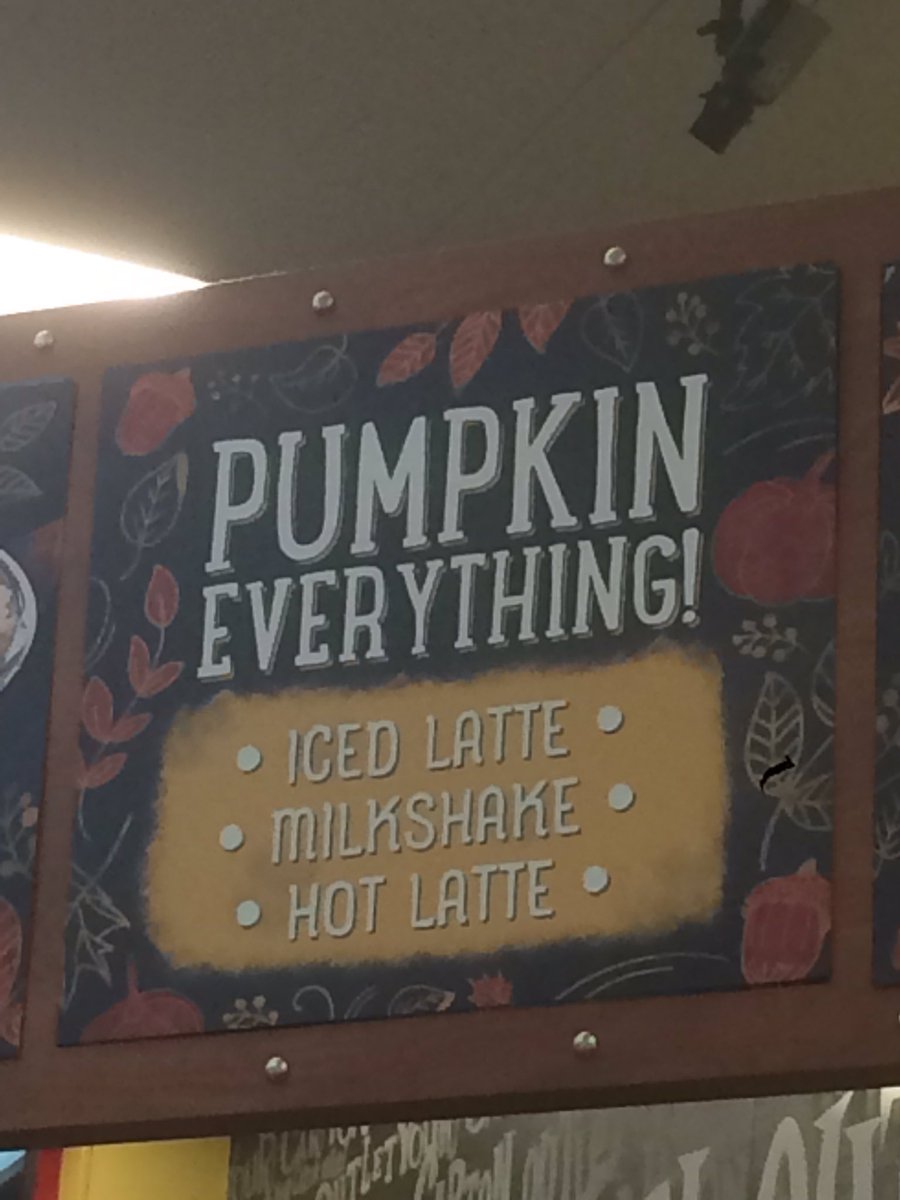 PUMPKIN
EVERYTHING!
• ICED LATTE •
• MILKSHAKE •
• HOT LATTE •